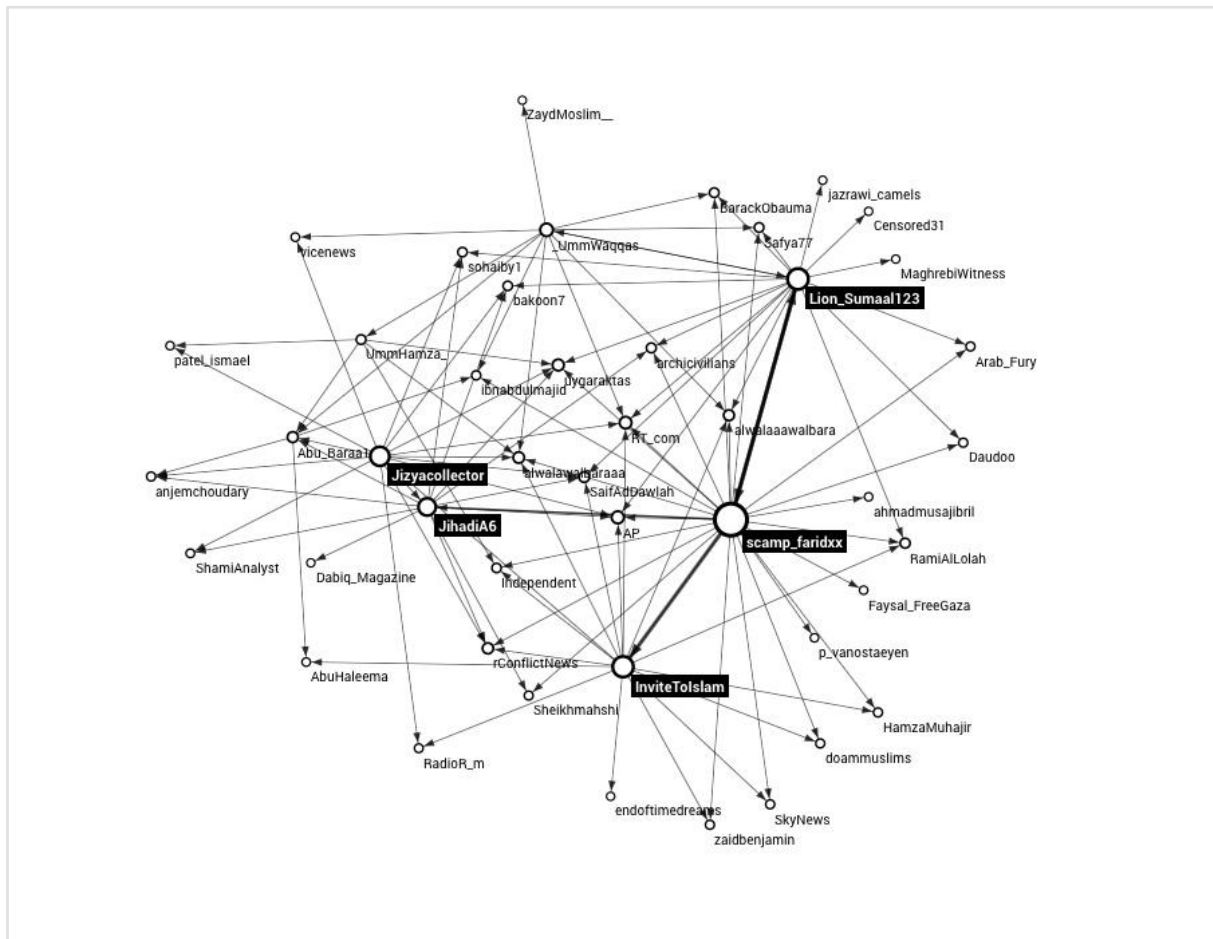 ZaydMoslim__
jazrawi_camels
BarackObauma
Censored31
Safya77
_UmmWaqqas
vicenews
sohaiby1
MaghrebiWitness
bakoon7
Lion_Sumaal123
UmmHamza_
patel_ismael
archicivilians
Arab_Fury
uygaraktas
ibnabdulmajid
RT_com
alwalaaawalbara
Abu_Baraa1
Daudoo
Jizyacollector
alwalawalbaraaa
anjemchoudary
SaifAdDawlah
ahmadmusajibril
JihadiA6
AP
scamp_faridxx
RamiAlLolah
ShamiAnalyst
Dabiq_Magazine
Independent
Faysal_FreeGaza
p_vanostaeyen
rConflictNews
AbuHaleema
InviteToIslam
Sheikhmahshi
HamzaMuhajir
doammuslims
RadioR_m
endoftimedreams
SkyNews
zaidbenjamin